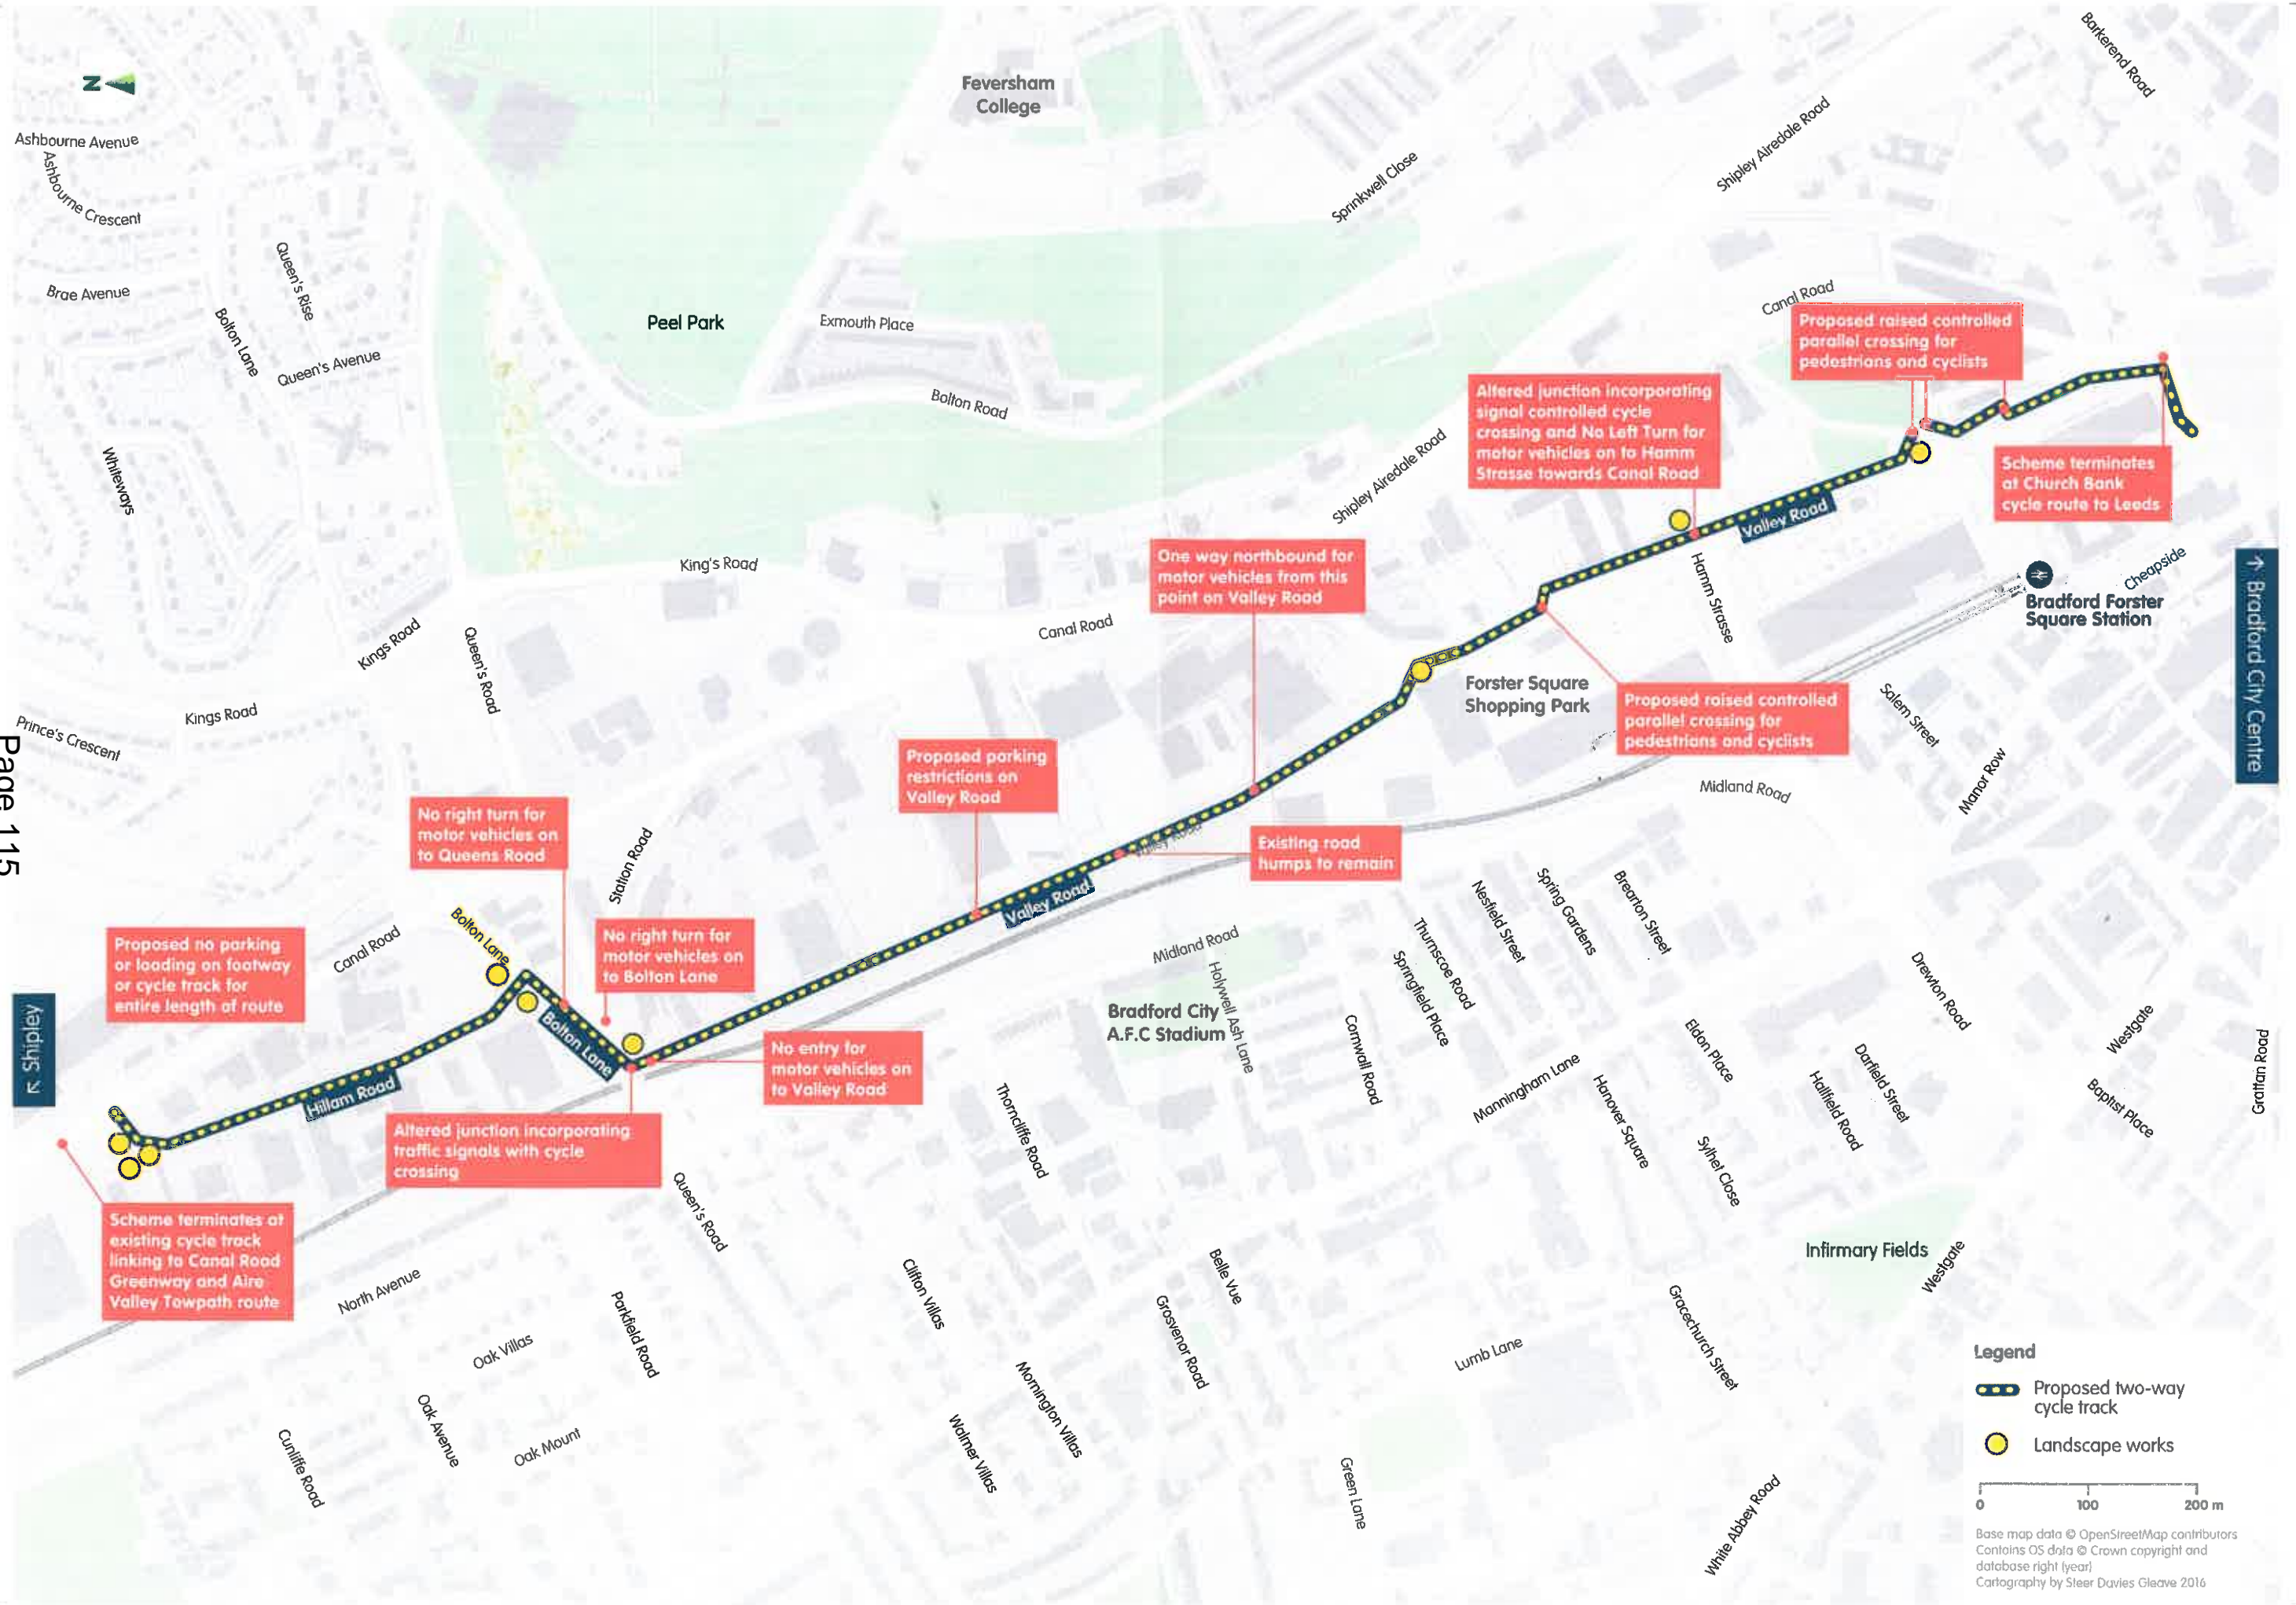 N
Feversham
College
Barkerend Road
Ashbourne Avenue
Ashbourne Crescent
Shipley Airedale Road
Sprinkwell Close
Queen's Rise
Brae Avenue
Bolton Lane
Queen's Avenue
Peel Park
Exmouth Place
Canal Road
Proposed raised controlled
parallel crossing for
pedestrians and cyclists
Bolton Road
Altered junction incorporating
signal controlled cycle
crossing and No Left Turn for
motor vehicles on to Hamm
Strasse towards Canal Road
Whiteways
Shipley Airedale Road
Scheme terminates
at Church Bank
cycle route to Leeds
Valley Road
King's Road
One way northbound for
motor vehicles from this
point on Valley Road
Hamm Strasse
Cheapside
Bradford Forster
Square Station
↑ Bradford City Centre
Kings Road
Queen's Road
Canal Road
Kings Road
Prince's Crescent
Forster Square
Shopping Park
Proposed raised controlled
parallel crossing for
pedestrians and cyclists
Salem Street
Manor Row
Midland Road
Page 115
Proposed parking
restrictions on
Valley Road
No right turn for
motor vehicles on
to Queens Road
Station Road
Valley Road
Existing road
humps to remain
Valley Road
Nesfield Street
Spring Gardens
Brearton Street
Thurnscoe Road
Springfield Place
Bolton Lane
Canal Road
Proposed no parking
or loading on footway
or cycle track for
entire length of route
No right turn for
motor vehicles on
to Bolton Lane
Midland Road
Holywell Ash Lane
Bradford City
A.F.C Stadium
Drewton Road
Westgate
↖ Shipley
Bolton Lane
Cornwall Road
Eldon Place
Manningham Lane
Hanover Square
Darfield Street
Hallfield Road
Baptist Place
Grattan Road
No entry for
motor vehicles on
to Valley Road
Hillam Road
Altered junction incorporating
traffic signals with cycle
crossing
Thorncliffe Road
Sylhet Close
Queen's Road
Scheme terminates at
existing cycle track
linking to Canal Road
Greenway and Aire
Valley Towpath route
North Avenue
Parkfield Road
Clifton Villas
Belle Vue
Grosvenor Road
Infirmary Fields
Westgate
Gracechurch Street
Oak Villas
Lumb Lane
Mornington Villas
Oak Avenue
Oak Mount
Cunliffe Road
Walmer Villas
Green Lane
White Abbey Road
Legend
Proposed two-way
cycle track
Landscape works
0 100 200 m
Base map data © OpenStreetMap contributors
Contains OS data © Crown copyright and
database right (year)
Cartography by Steer Davies Gleave 2016